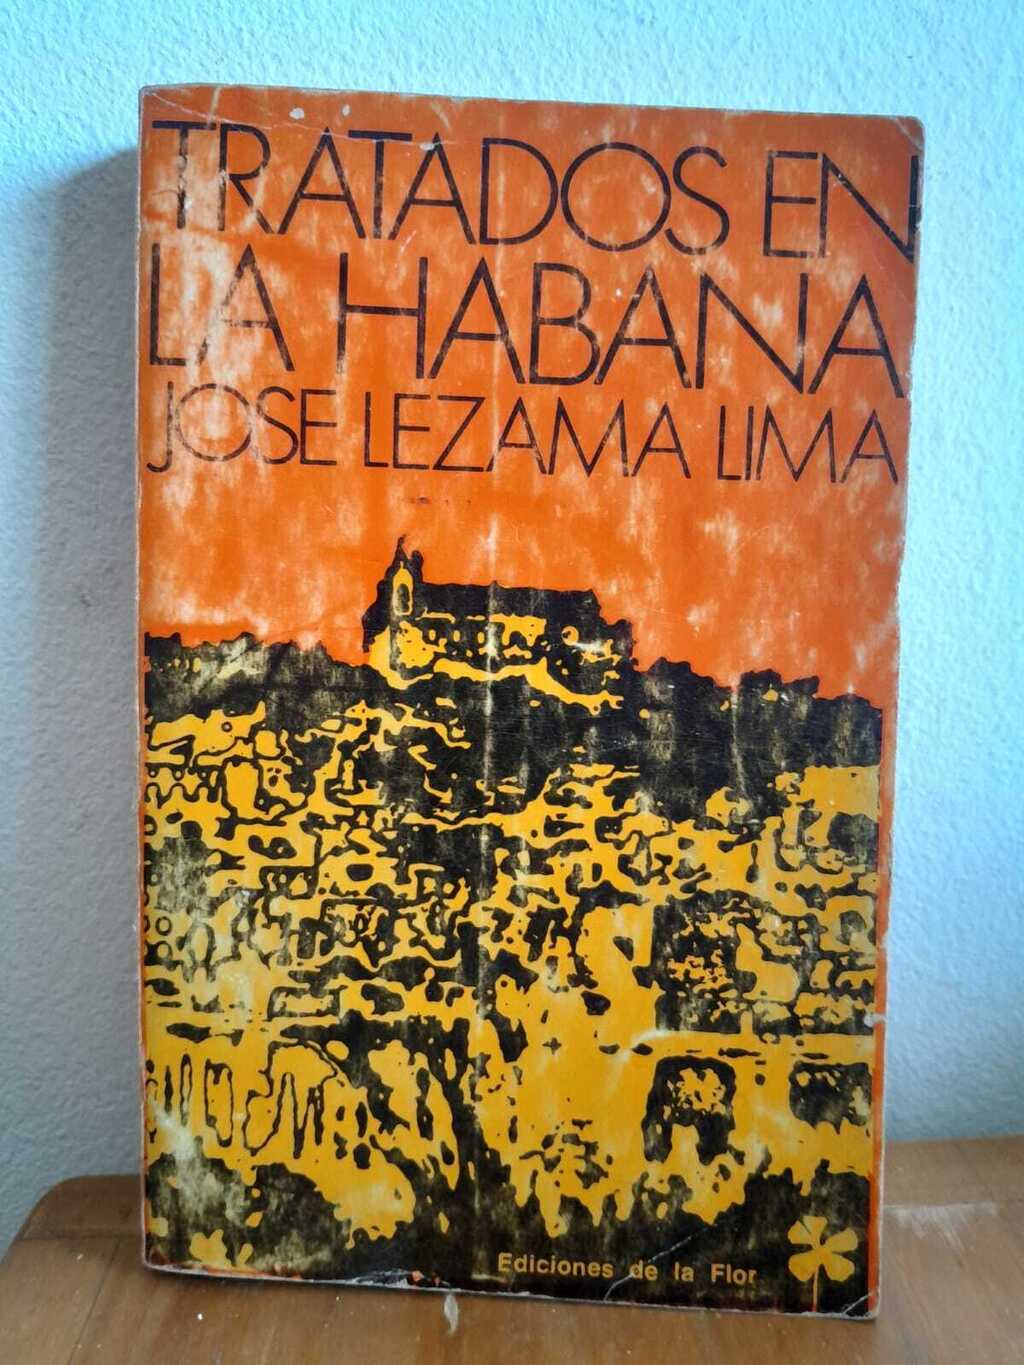 TRATADOS EN
LA HABANA
JOSE LEZAMA LIMA
Ediciones de la Flor